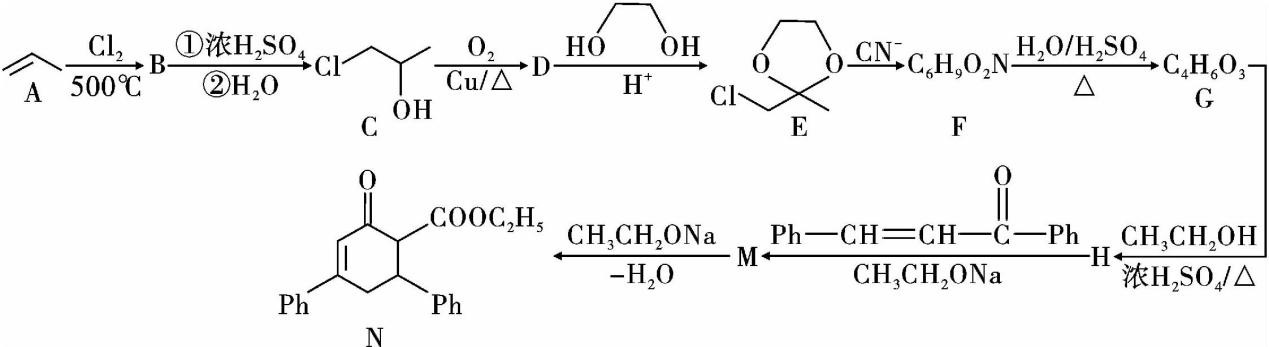 Cl₂
500℃
A
B
①浓H₂SO₄
②H₂O
Cl
OH
C
O₂
Cu/△
D
HO OH
H⁺
O O
Cl
E
CN⁻
C₆H₉O₂N
F
H₂O/H₂SO₄
△
C₄H₆O₃
G
O
COOC₂H₅
Ph Ph
N
CH₃CH₂ONa
−H₂O
M
O
Ph—CH=CH—C—Ph
CH₃CH₂ONa
H
CH₃CH₂OH
浓H₂SO₄/△